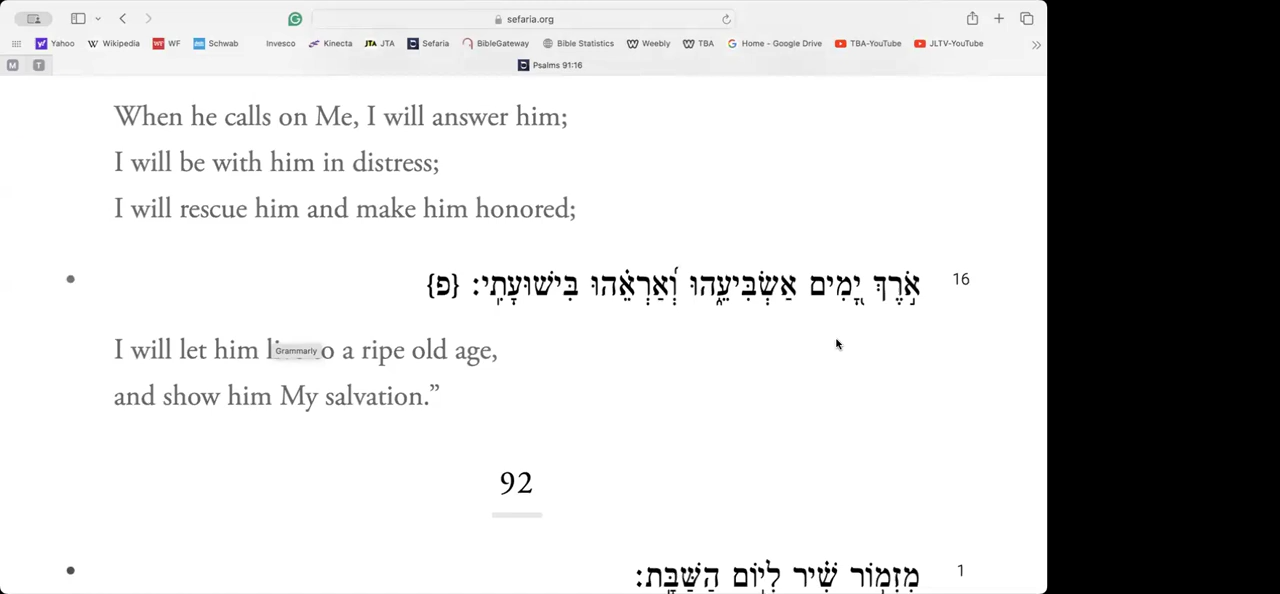 sefaria.org
Yahoo Wikipedia WF Schwab Invesco Kinecta JTA JTA Sefaria BibleGateway Bible Statistics Weebly TBA Home - Google Drive TBA-YouTube JLTV-YouTube
M T Psalms 91:16
When he calls on Me, I will answer him;
I will be with him in distress;
I will rescue him and make him honored;
16 אֹ֣רֶךְ יָ֭מִים אַשְׂבִּיעֵ֑הוּ וְ֝אַרְאֵ֗הוּ בִּישׁוּעָתִֽי׃ {פ}
I will let him Grammarly a ripe old age,
and show him My salvation.”
92
1 מִזְמ֥וֹר שִׁ֗יר לְי֣וֹם הַשַּׁבָּֽת׃